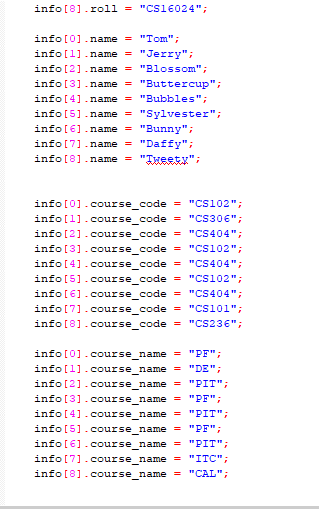 info[8].roll = "CS16024";
info[0].name = "Tom";
info[1].name = "Jerry";
info[2].name = "Blossom";
info[3].name = "Buttercup";
info[4].name = "Bubbles";
info[5].name = "Sylvester";
info[6].name = "Bunny";
info[7].name = "Daffy";
info[8].name = "Tweety";
info[0].course_code = "CS102";
info[1].course_code = "CS306";
info[2].course_code = "CS404";
info[3].course_code = "CS102";
info[4].course_code = "CS404";
info[5].course_code = "CS102";
info[6].course_code = "CS404";
info[7].course_code = "CS101";
info[8].course_code = "CS236";
info[0].course_name = "PF";
info[1].course_name = "DE";
info[2].course_name = "PIT";
info[3].course_name = "PF";
info[4].course_name = "PIT";
info[5].course_name = "PF";
info[6].course_name = "PIT";
info[7].course_name = "ITC";
info[8].course_name = "CAL";